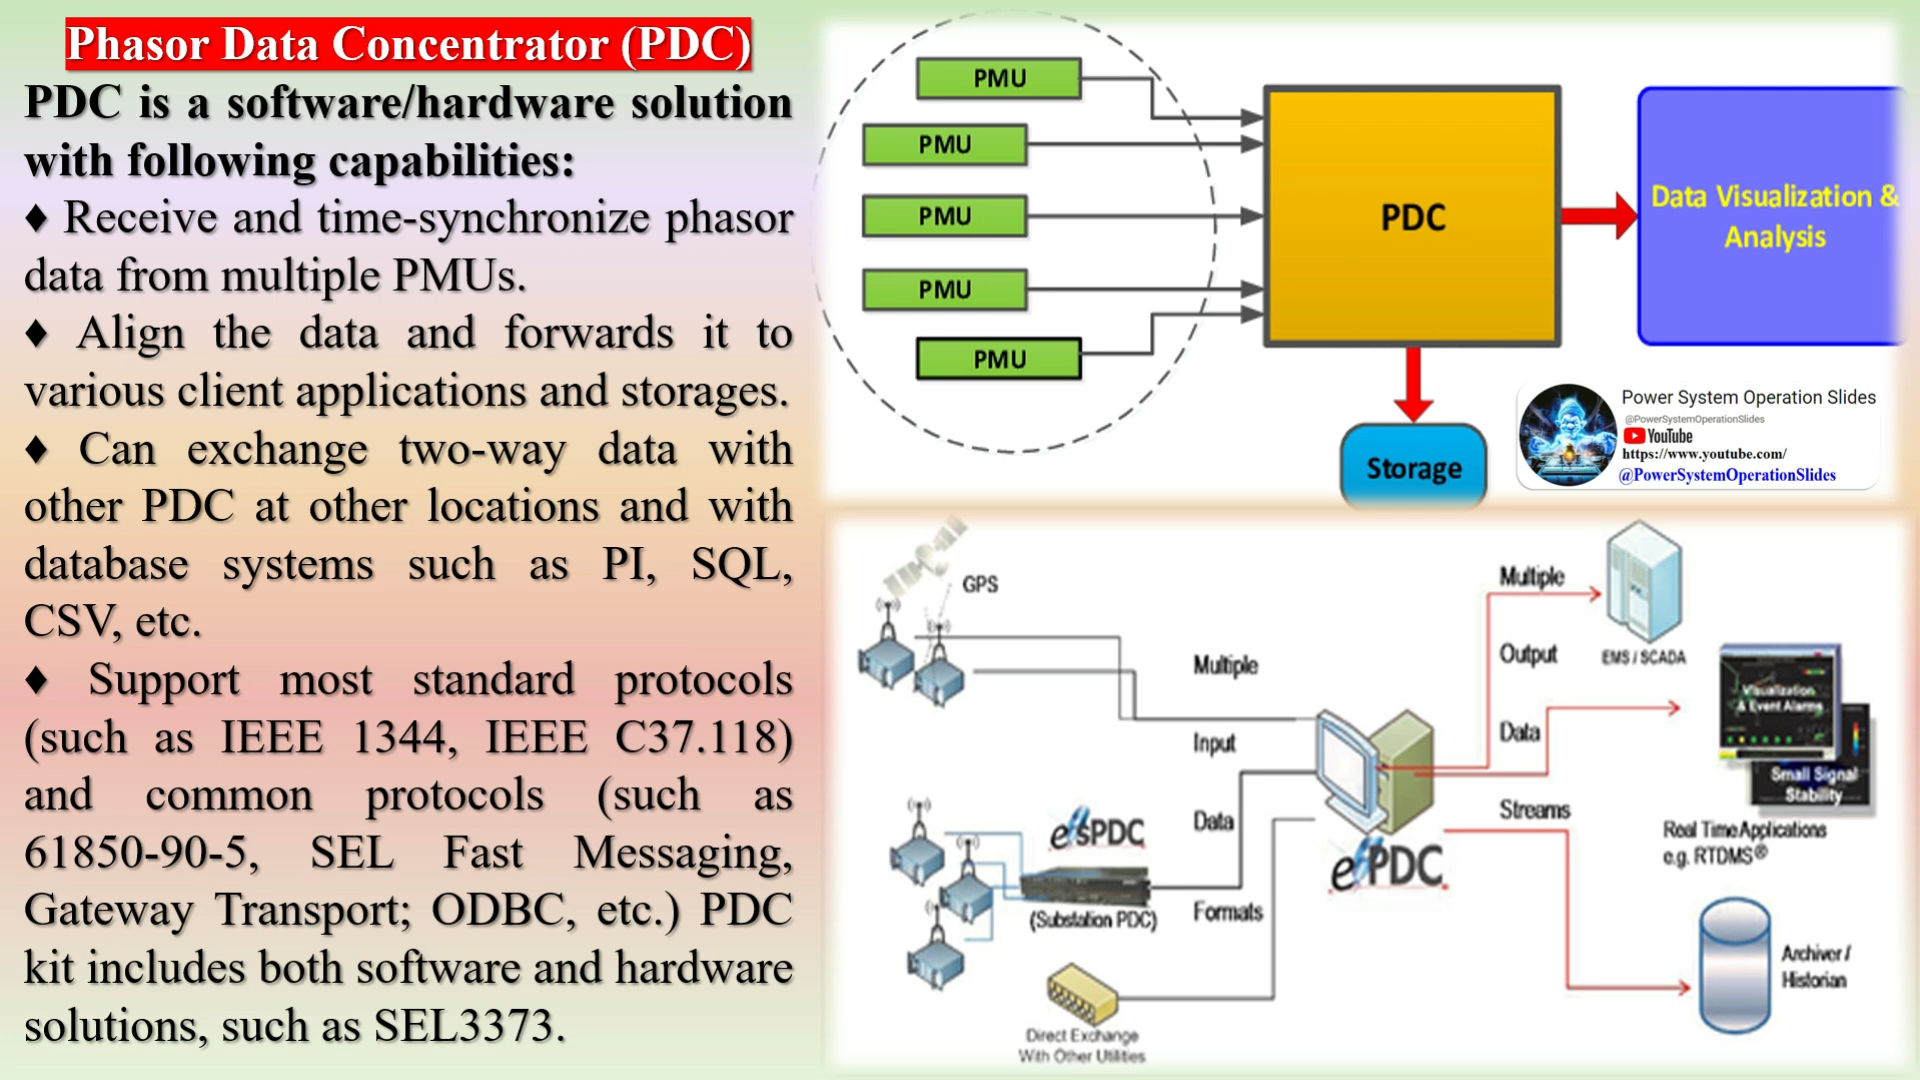 Phasor Data Concentrator (PDC)
PDC is a software/hardware solution
with following capabilities:
♦ Receive and time-synchronize phasor
data from multiple PMUs.
♦ Align the data and forwards it to
various client applications and storages.
♦ Can exchange two-way data with
other PDC at other locations and with
database systems such as PI, SQL,
CSV, etc.
♦ Support most standard protocols
(such as IEEE 1344, IEEE C37.118)
and common protocols (such as
61850-90-5, SEL Fast Messaging,
Gateway Transport; ODBC, etc.) PDC
kit includes both software and hardware
solutions, such as SEL3373.
PMU
PMU
PMU
PMU
PMU
PDC
Data Visualization &
Analysis
Storage
Power System Operation Slides
@PowerSystemOperationSlides
YouTube
https://www.youtube.com/
@PowerSystemOperationSlides
GPS
Multiple
Input
Data
Formats
esPDC
(Substation PDC)
Direct Exchange
With Other Utilities
ePDC
Multiple
Output
Data
Streams
EMS / SCADA
Visualization
& Event Alarms
Small Signal
Stability
Real Time Applications
e.g. RTDMS®
Archiver /
Historian